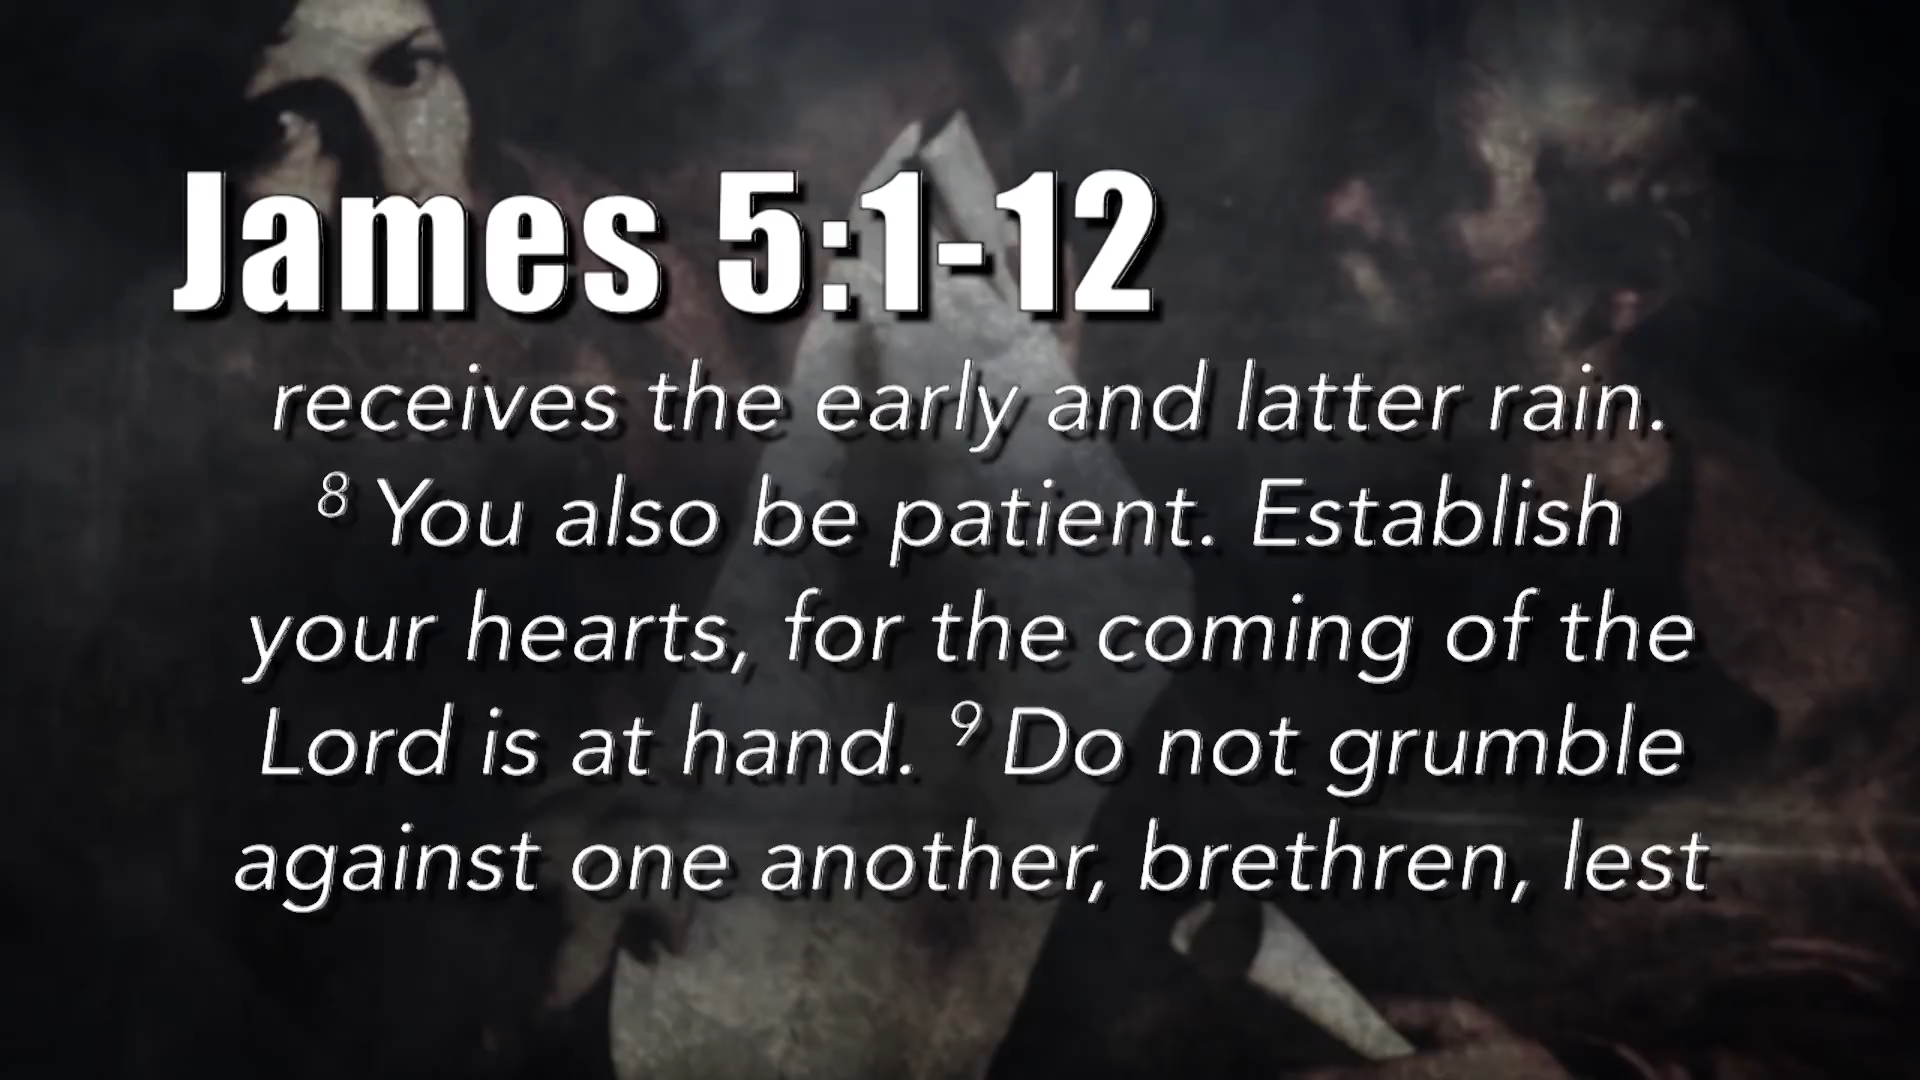 James 5:1-12
receives the early and latter rain.
8 You also be patient. Establish
your hearts, for the coming of the
Lord is at hand. 9 Do not grumble
against one another, brethren, lest